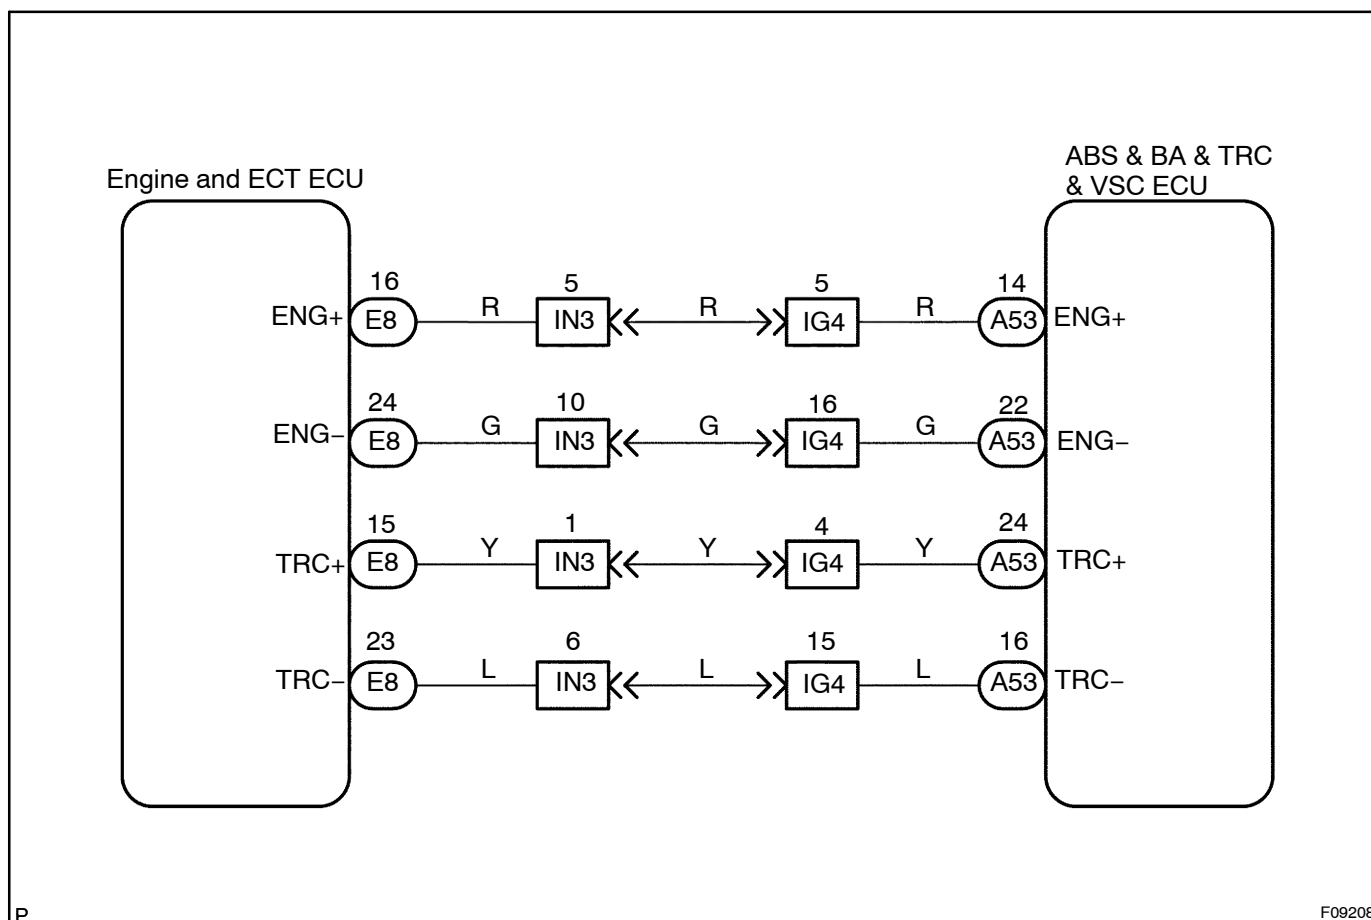 Engine and ECT ECU
ABS & BA & TRC
& VSC ECU
16 5 5 14
ENG+ E8 R IN3 R IG4 R A53 ENG+
24 10 16 22
ENG− E8 G IN3 G IG4 G A53 ENG−
15 1 4 24
TRC+ E8 Y IN3 Y IG4 Y A53 TRC+
23 6 15 16
TRC− E8 L IN3 L IG4 L A53 TRC−
P F09208